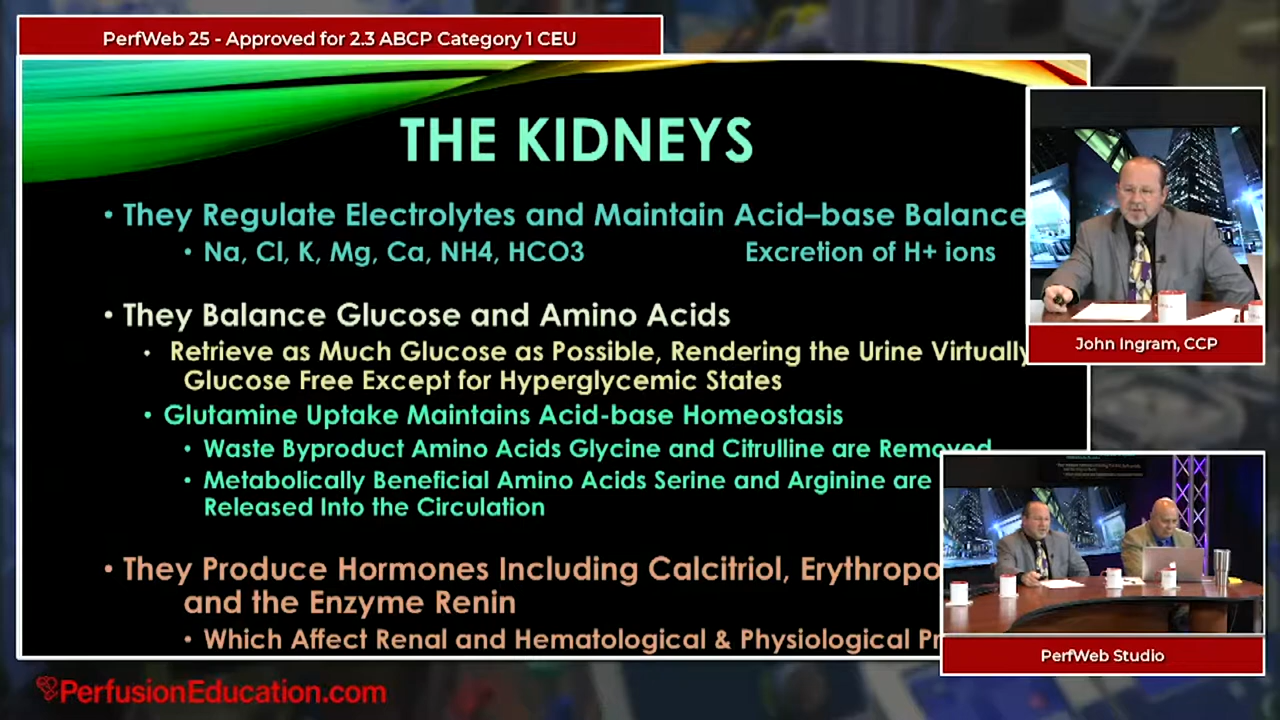 PerfWeb 25 - Approved for 2.3 ABCP Category 1 CEU
THE KIDNEYS
• They Regulate Electrolytes and Maintain Acid–base Balance
• Na, Cl, K, Mg, Ca, NH4, HCO3 Excretion of H+ ions
• They Balance Glucose and Amino Acids
• Retrieve as Much Glucose as Possible, Rendering the Urine Virtually
Glucose Free Except for Hyperglycemic States
• Glutamine Uptake Maintains Acid-base Homeostasis
• Waste Byproduct Amino Acids Glycine and Citrulline are Removed
• Metabolically Beneficial Amino Acids Serine and Arginine are
Released Into the Circulation
• They Produce Hormones Including Calcitriol, Erythropo
and the Enzyme Renin
• Which Affect Renal and Hematological & Physiological Pr
John Ingram, CCP
PerfWeb Studio
PerfusionEducation.com